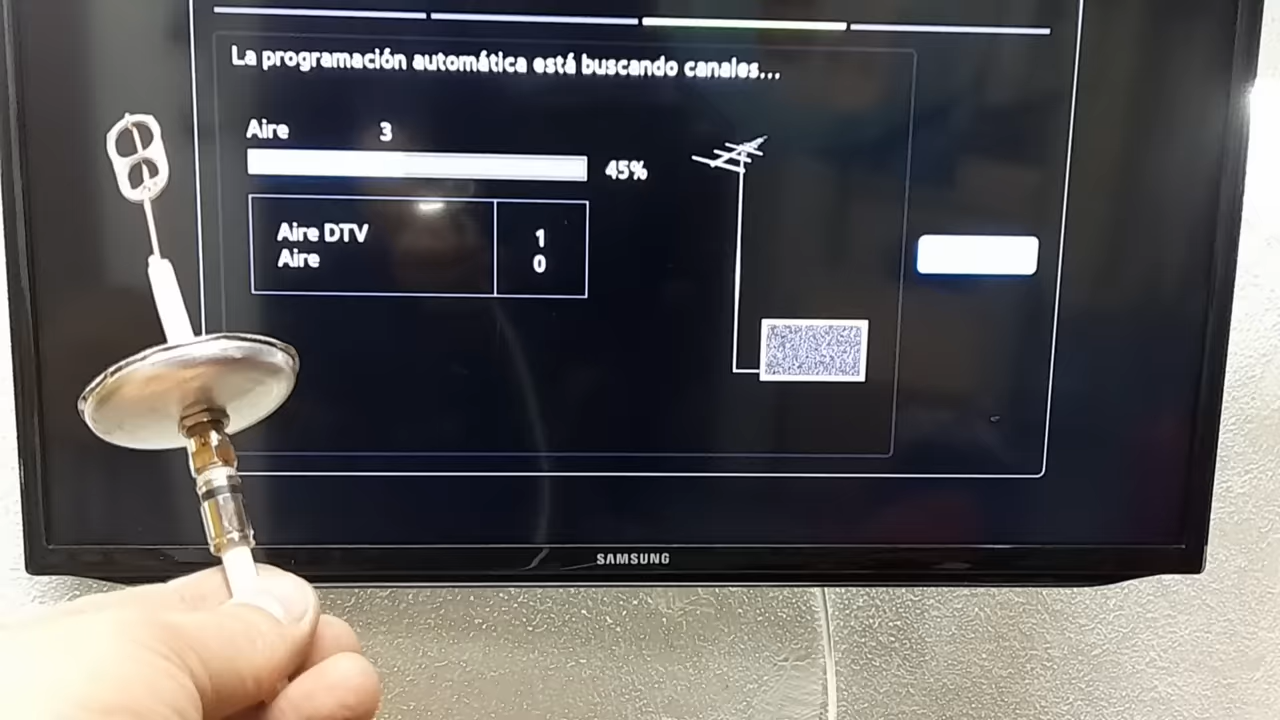 La programación automática está buscando canales...
Aire 3
45%
Aire DTV 1
Aire 0
SAMSUNG